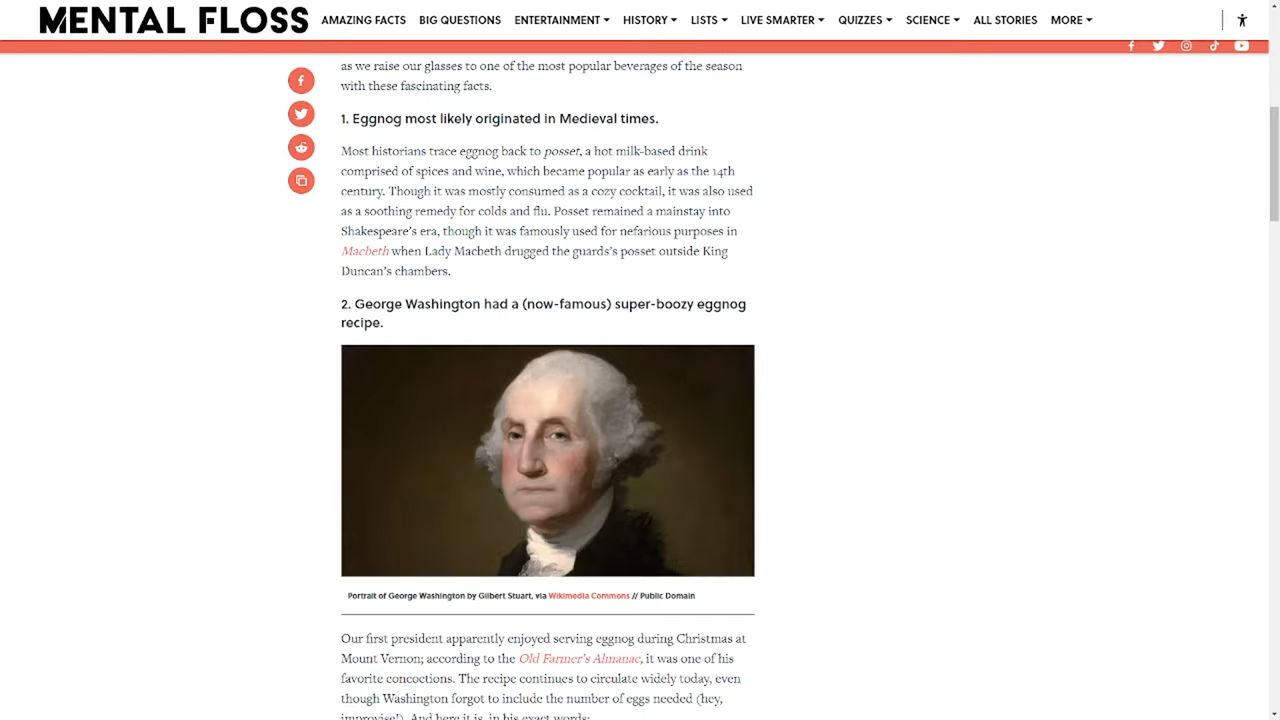 MENTAL FLOSS
AMAZING FACTS BIG QUESTIONS ENTERTAINMENT HISTORY LISTS LIVE SMARTER QUIZZES SCIENCE ALL STORIES MORE
as we raise our glasses to one of the most popular beverages of the season
with these fascinating facts.
1. Eggnog most likely originated in Medieval times.
Most historians trace eggnog back to posset, a hot milk-based drink
comprised of spices and wine, which became popular as early as the 14th
century. Though it was mostly consumed as a cozy cocktail, it was also used
as a soothing remedy for colds and flu. Posset remained a mainstay into
Shakespeare's era, though it was famously used for nefarious purposes in
Macbeth when Lady Macbeth drugged the guards's posset outside King
Duncan's chambers.
2. George Washington had a (now-famous) super-boozy eggnog
recipe.
Portrait of George Washington by Gilbert Stuart, via Wikimedia Commons // Public Domain
Our first president apparently enjoyed serving eggnog during Christmas at
Mount Vernon; according to the Old Farmer's Almanac, it was one of his
favorite concoctions. The recipe continues to circulate widely today, even
though Washington forgot to include the number of eggs needed (hey,
improvise!). And here it is, in his exact words: